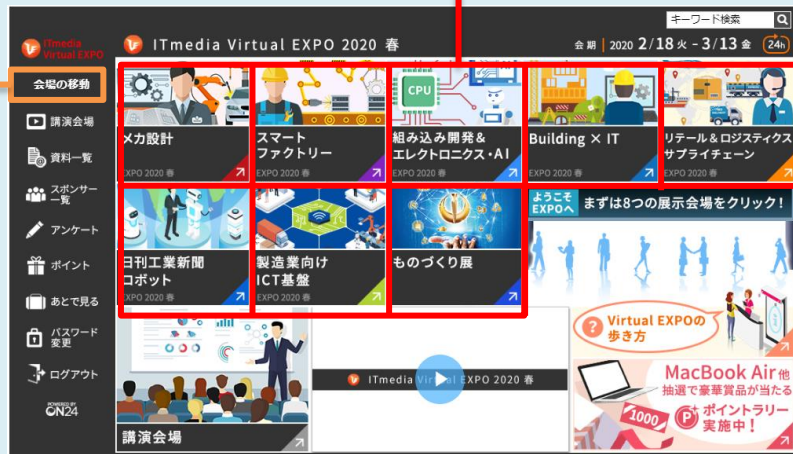 キーワード検索
ITmedia
Virtual EXPO
ITmedia Virtual EXPO 2020 春
会期 2020 2/18 火 - 3/13 金 24h
会場の移動
講演会場
資料一覧
スポンサー
一覧
アンケート
ポイント
あとで見る
パスワード
変更
ログアウト
POWERED BY
ON24
メカ設計
EXPO 2020 春
スマート
ファクトリー
EXPO 2020 春
CPU
組み込み開発&
エレクトロニクス・AI
EXPO 2020 春
Building × IT
EXPO 2020 春
リテール&ロジスティクス
サプライチェーン
EXPO 2020 春
日刊工業新聞
ロボット
EXPO 2020 春
製造業向け
ICT基盤
EXPO 2020 春
ものづくり展
ようこそ
EXPOへ
まずは8つの展示会場をクリック!
? Virtual EXPOの
歩き方
ITmedia Virtual EXPO 2020 春
講演会場
MacBook Air 他
抽選で豪華賞品が当たる
1000
P+ ポイントラリー
実施中!